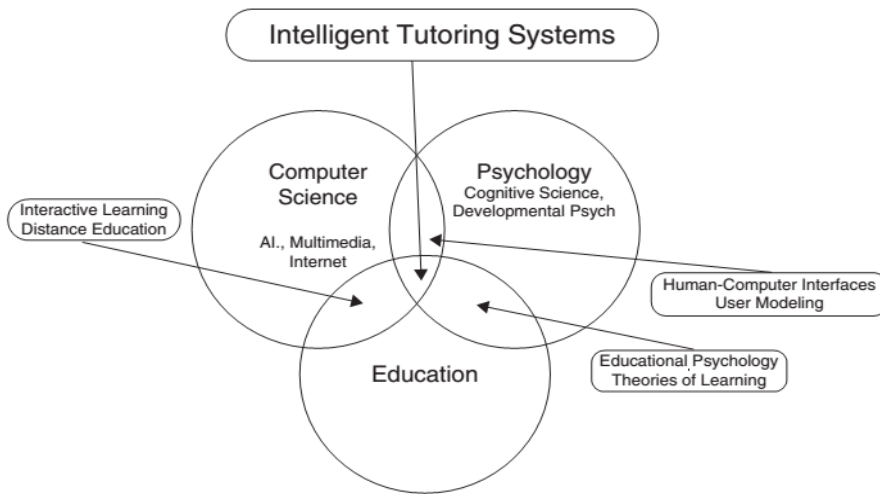 Intelligent Tutoring Systems
Computer
Science
AI., Multimedia,
Internet
Psychology
Cognitive Science,
Developmental Psych
Interactive Learning
Distance Education
Human-Computer Interfaces
User Modeling
Educational Psychology
Theories of Learning
Education